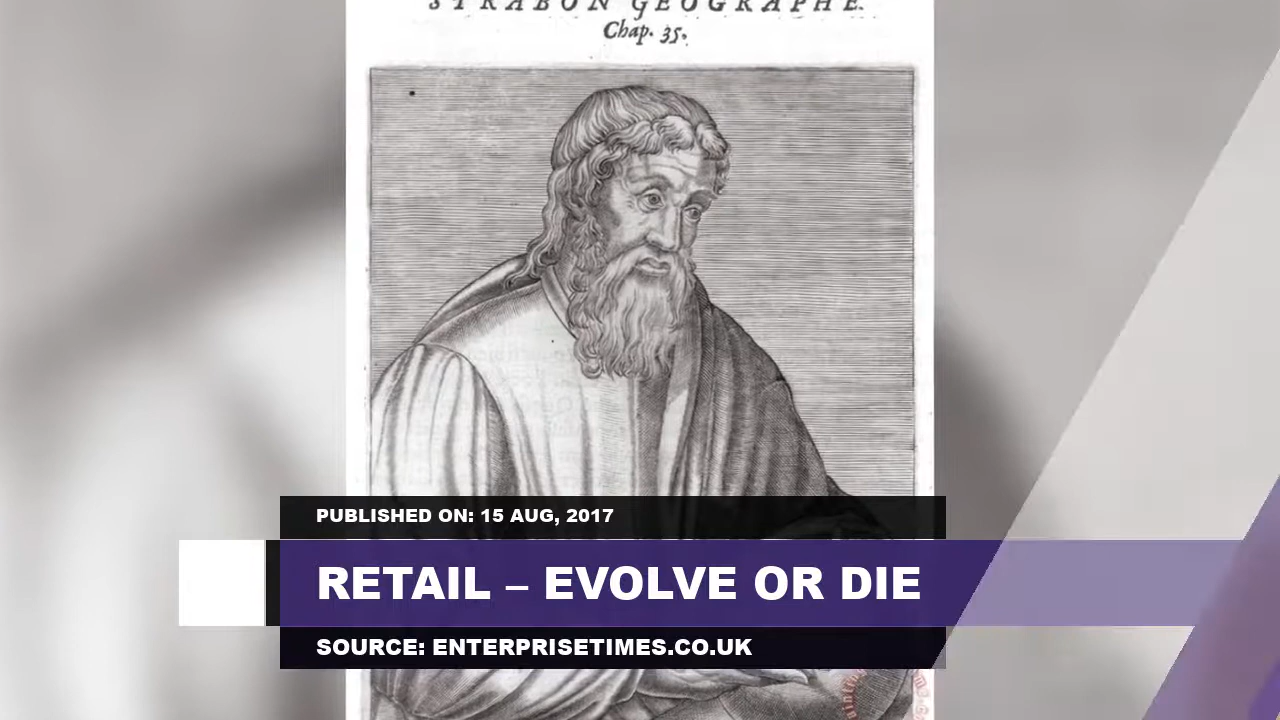 STRABON GEOGRAPHE.
Chap. 35.
PUBLISHED ON: 15 AUG, 2017
RETAIL – EVOLVE OR DIE
SOURCE: ENTERPRISETIMES.CO.UK